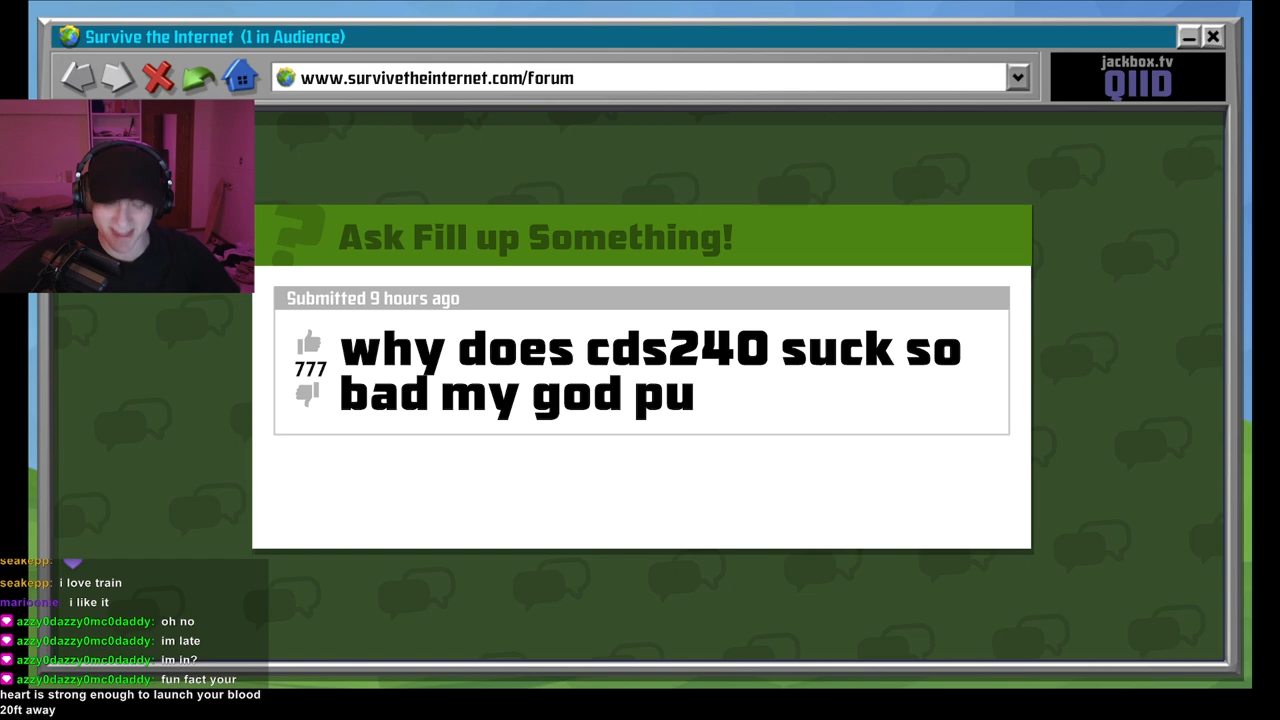 Survive the Internet (1 in Audience)
www.survivetheinternet.com/forum
jackbox.tv
QIID
? Ask Fill up Something!
Submitted 9 hours ago
777
why does cds240 suck so
bad my god pu
seakepp:
seakepp: i love train
marioome i like it
azzy0dazzy0mc0daddy: oh no
azzy0dazzy0mc0daddy: im late
azzy0dazzy0mc0daddy: im in?
azzy0dazzy0mc0daddy: fun fact your
heart is strong enough to launch your blood
20ft away